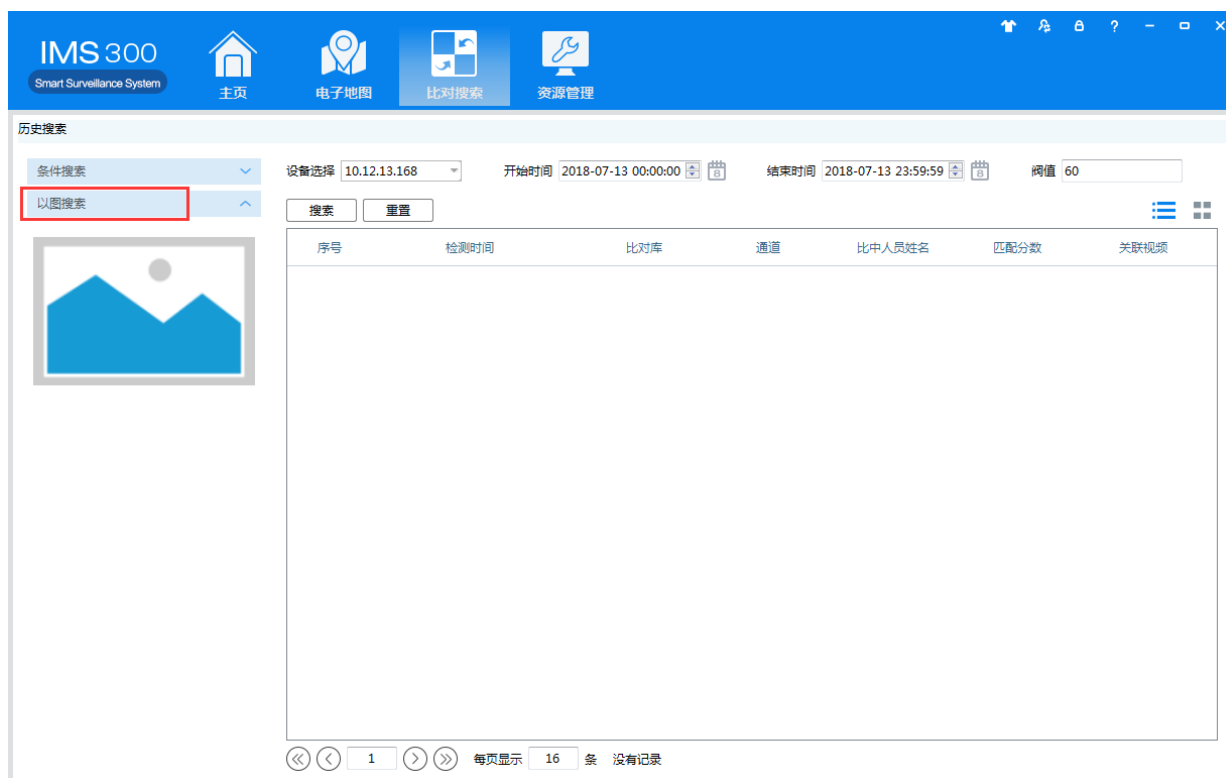 IMS 300
Smart Surveillance System
主页
电子地图
比对搜索
资源管理
?
历史搜索
条件搜索
以图搜索
设备选择 10.12.13.168 开始时间 2018-07-13 00:00:00 8 结束时间 2018-07-13 23:59:59 8 阀值 60
搜索 重置
序号 检测时间 比对库 通道 比中人员姓名 匹配分数 关联视频
1 每页显示 16 条 没有记录